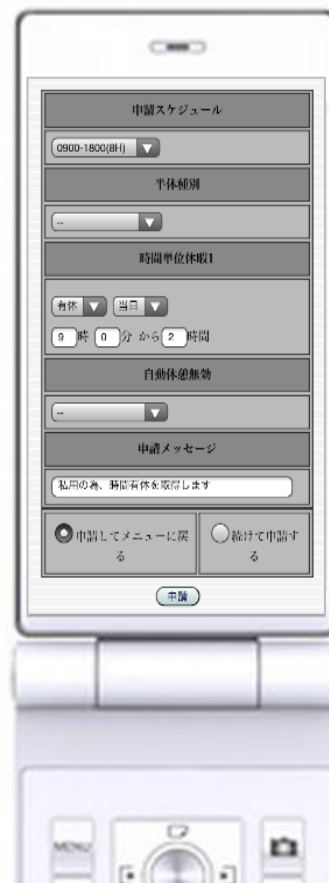 申請スケジュール
0900-1800(8H)
半休種別
--
時間単位休暇1
有休 当日
9 時 0 分 から 2 時間
自動休憩無効
--
申請メッセージ
私用の為、時間有休を取得します
申請してメニューに戻
る
続けて申請す
る
申請
MENU